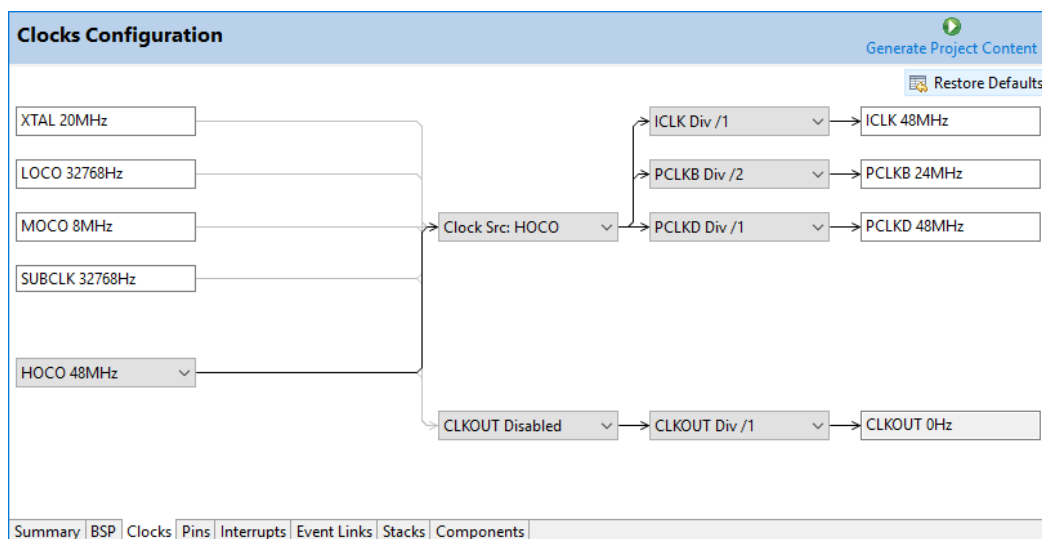 Clocks Configuration
Generate Project Content
Restore Defaults
XTAL 20MHz
ICLK Div /1
ICLK 48MHz
LOCO 32768Hz
PCLKB Div /2
PCLKB 24MHz
MOCO 8MHz
Clock Src: HOCO
PCLKD Div /1
PCLKD 48MHz
SUBCLK 32768Hz
HOCO 48MHz
CLKOUT Disabled
CLKOUT Div /1
CLKOUT 0Hz
Summary BSP Clocks Pins Interrupts Event Links Stacks Components